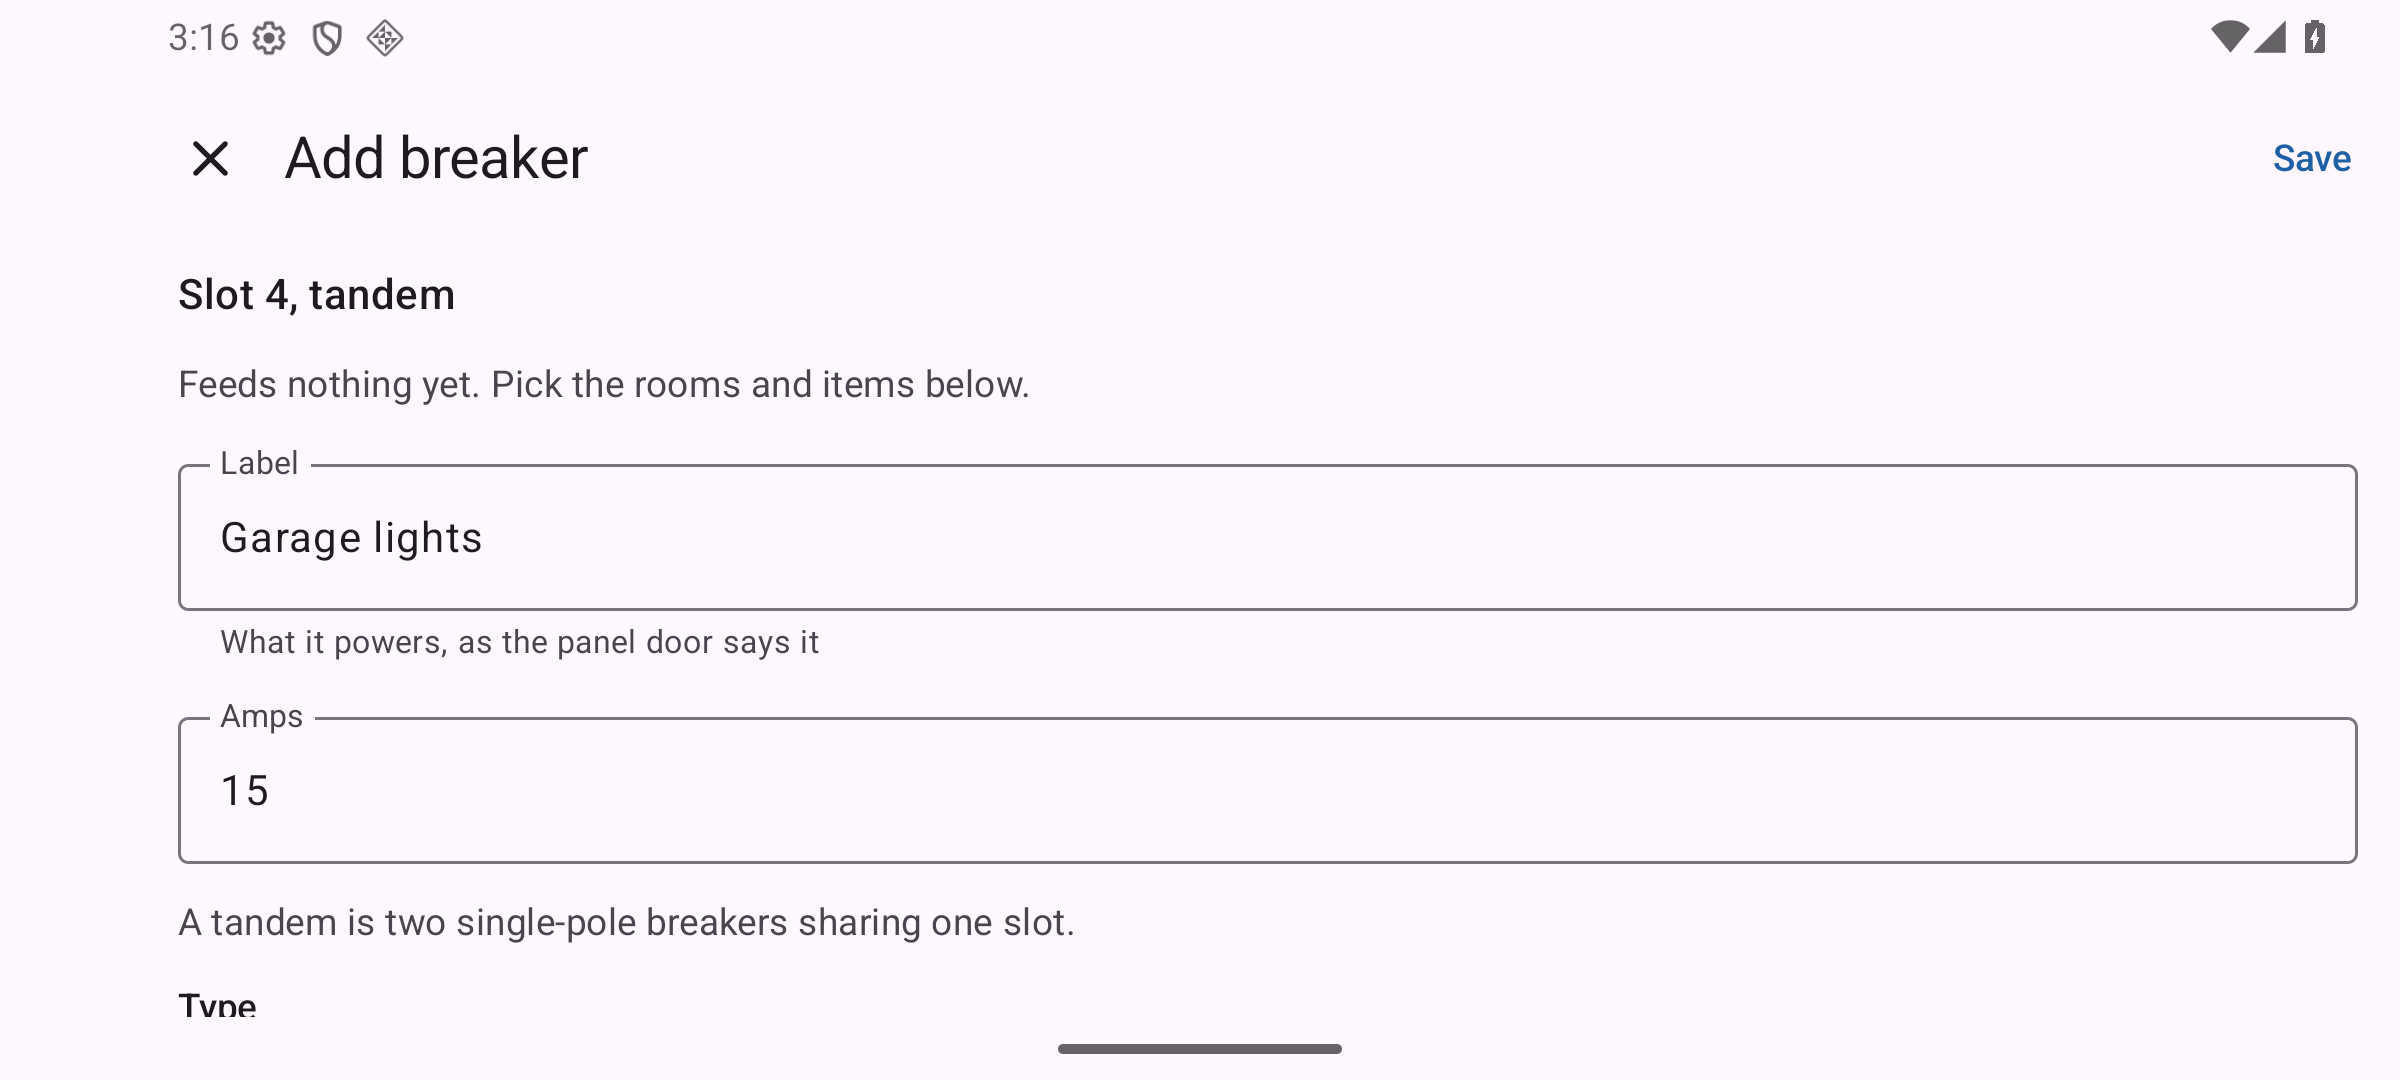 3:16
Add breaker
Save
Slot 4, tandem
Feeds nothing yet. Pick the rooms and items below.
Label
Garage lights
What it powers, as the panel door says it
Amps
15
A tandem is two single-pole breakers sharing one slot.
Type